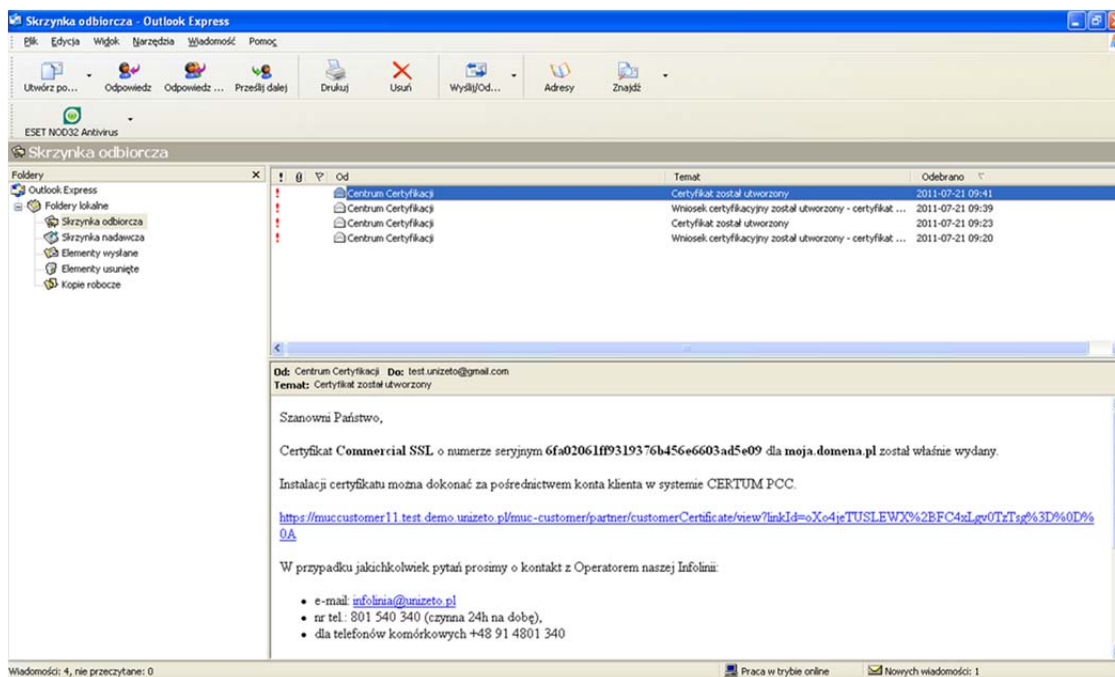 Skrzynka odbiorcza - Outlook Express
Plik Edycja Widok Narzędzia Wiadomość Pomoc
Utwórz po... Odpowiedz Odpowiedz ... Prześlij dalej Drukuj Usuń Wyślij/Od... Adresy Znajdź
ESET NOD32 Antivirus
Skrzynka odbiorcza
Foldery
Outlook Express
Foldery lokalne
Skrzynka odbiorcza
Skrzynka nadawcza
Elementy wysłane
Elementy usunięte
Kopie robocze
! Od Temat Odebrano
! Centrum Certyfikacji Certyfikat został utworzony 2011-07-21 09:41
! Centrum Certyfikacji Wniosek certyfikacyjny został utworzony - certyfikat ... 2011-07-21 09:39
! Centrum Certyfikacji Certyfikat został utworzony 2011-07-21 09:23
! Centrum Certyfikacji Wniosek certyfikacyjny został utworzony - certyfikat ... 2011-07-21 09:20
Od: Centrum Certyfikacji Do: test.unizeto@gmail.com
Temat: Certyfikat został utworzony
Szanowni Państwo,
Certyfikat Commercial SSL o numerze seryjnym 6fa02061ff9319376b456e6603ad5e09 dla moja.domena.pl został właśnie wydany.
Instalacji certyfikatu można dokonać za pośrednictwem konta klienta w systemie CERTUM PCC.
https://muccustomer11.test.demo.unizeto.pl/muc-customer/partner/customerCertificate/view?linkId=oXo4jeTUSLEWX%2BFC4xLgv0TzTsg%3D%0D%
0A
W przypadku jakichkolwiek pytań prosimy o kontakt z Operatorem naszej Infolinii:
• e-mail: infolinia@unizeto.pl
• nr tel.: 801 540 340 (czynna 24h na dobę),
• dla telefonów komórkowych +48 91 4801 340
Wiadomości: 4, nie przeczytane: 0 Praca w trybie online Nowych wiadomości: 1